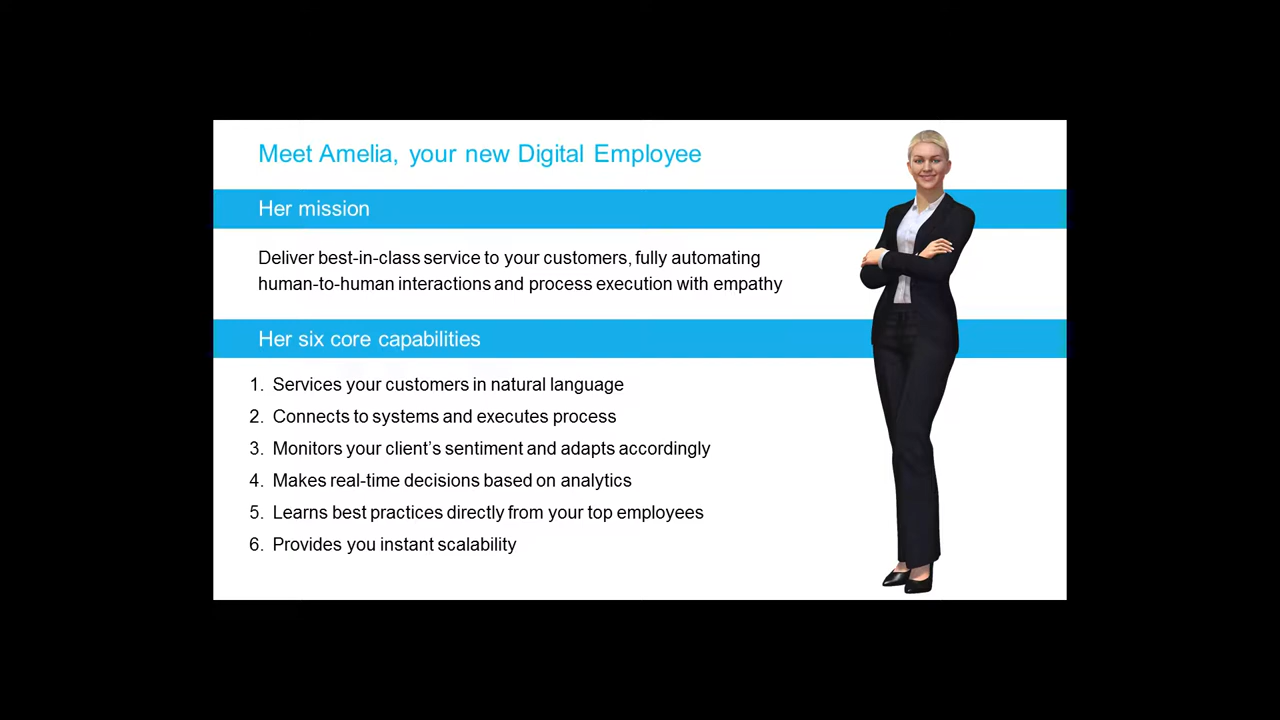 Meet Amelia, your new Digital Employee
Her mission
Deliver best-in-class service to your customers, fully automating
human-to-human interactions and process execution with empathy
Her six core capabilities
1. Services your customers in natural language
2. Connects to systems and executes process
3. Monitors your client’s sentiment and adapts accordingly
4. Makes real-time decisions based on analytics
5. Learns best practices directly from your top employees
6. Provides you instant scalability